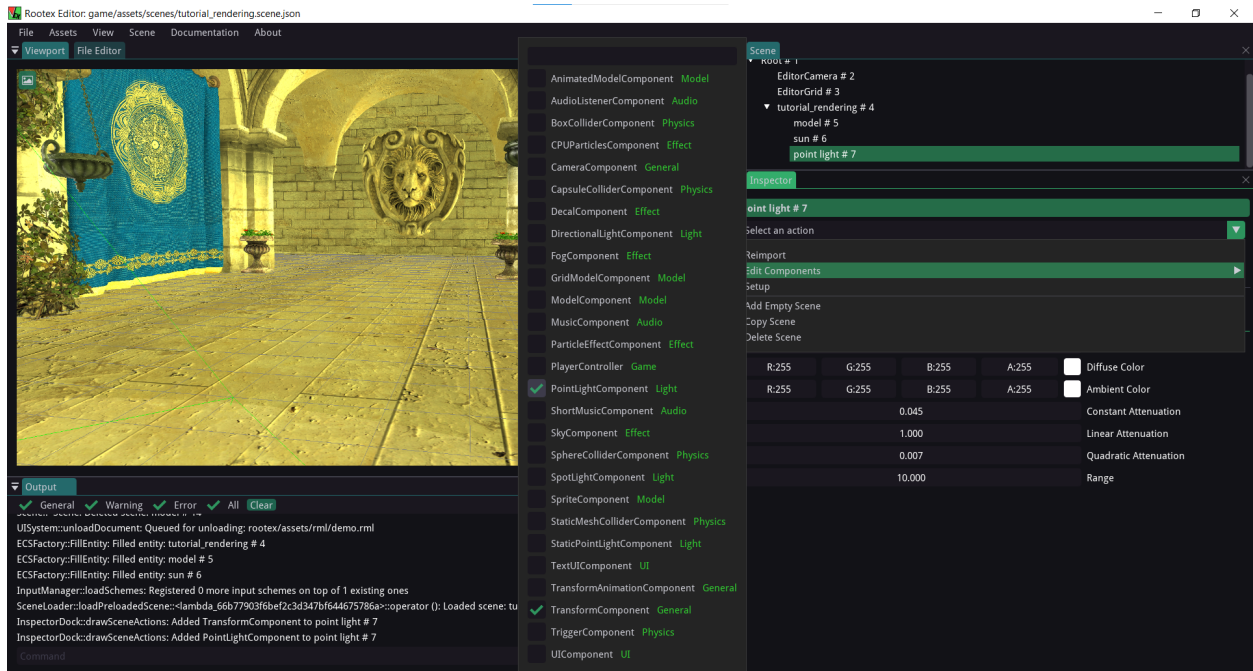 Rootex Editor: game/assets/scenes/tutorial_rendering.scene.json
File Assets View Scene Documentation About
Viewport File Editor
AnimatedModelComponent Model
AudioListenerComponent Audio
BoxColliderComponent Physics
CPUParticlesComponent Effect
CameraComponent General
CapsuleColliderComponent Physics
DecalComponent Effect
DirectionalLightComponent Light
FogComponent Effect
GridModelComponent Model
ModelComponent Model
MusicComponent Audio
ParticleEffectComponent Effect
PlayerController Game
PointLightComponent Light
ShortMusicComponent Audio
SkyComponent Effect
SphereColliderComponent Physics
SpotLightComponent Light
SpriteComponent Model
StaticMeshColliderComponent Physics
StaticPointLightComponent Light
TextUIComponent UI
TransformAnimationComponent General
TransformComponent General
TriggerComponent Physics
UIComponent UI
Scene
Root # 1
EditorCamera # 2
EditorGrid # 3
tutorial_rendering # 4
model # 5
sun # 6
point light # 7
Inspector
point light # 7
Select an action
Reimport
Edit Components
Setup
Add Empty Scene
Copy Scene
Delete Scene
R:255 G:255 B:255 A:255 Diffuse Color
R:255 G:255 B:255 A:255 Ambient Color
0.045 Constant Attenuation
1.000 Linear Attenuation
0.007 Quadratic Attenuation
10.000 Range
Output
General Warning Error All Clear
Scene:: Scene: Deleted scene: model # 14
UISystem::unloadDocument: Queued for unloading: rootex/assets/rml/demo.rml
ECSFactory::FillEntity: Filled entity: tutorial_rendering # 4
ECSFactory::FillEntity: Filled entity: model # 5
ECSFactory::FillEntity: Filled entity: sun # 6
InputManager::loadSchemes: Registered 0 more input schemes on top of 1 existing ones
SceneLoader::loadPreloadedScene::<lambda_66b77903f6bef2c3d347bf644675786a>::operator (): Loaded scene: tu
InspectorDock::drawSceneActions: Added TransformComponent to point light # 7
InspectorDock::drawSceneActions: Added PointLightComponent to point light # 7
Command